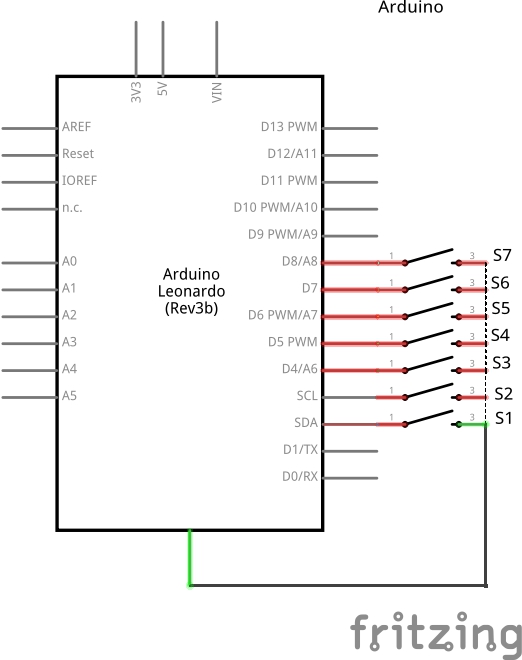 Arduino
3V3
5V
VIN
AREF
Reset
IOREF
n.c.
A0
A1
A2
A3
A4
A5
Arduino
Leonardo
(Rev3b)
D13 PWM
D12/A11
D11 PWM
D10 PWM/A10
D9 PWM/A9
D8/A8
D7
D6 PWM/A7
D5 PWM
D4/A6
SCL
SDA
D1/TX
D0/RX
1 3 S7
1 3 S6
1 3 S5
1 3 S4
1 3 S3
1 3 S2
1 3 S1
fritzing